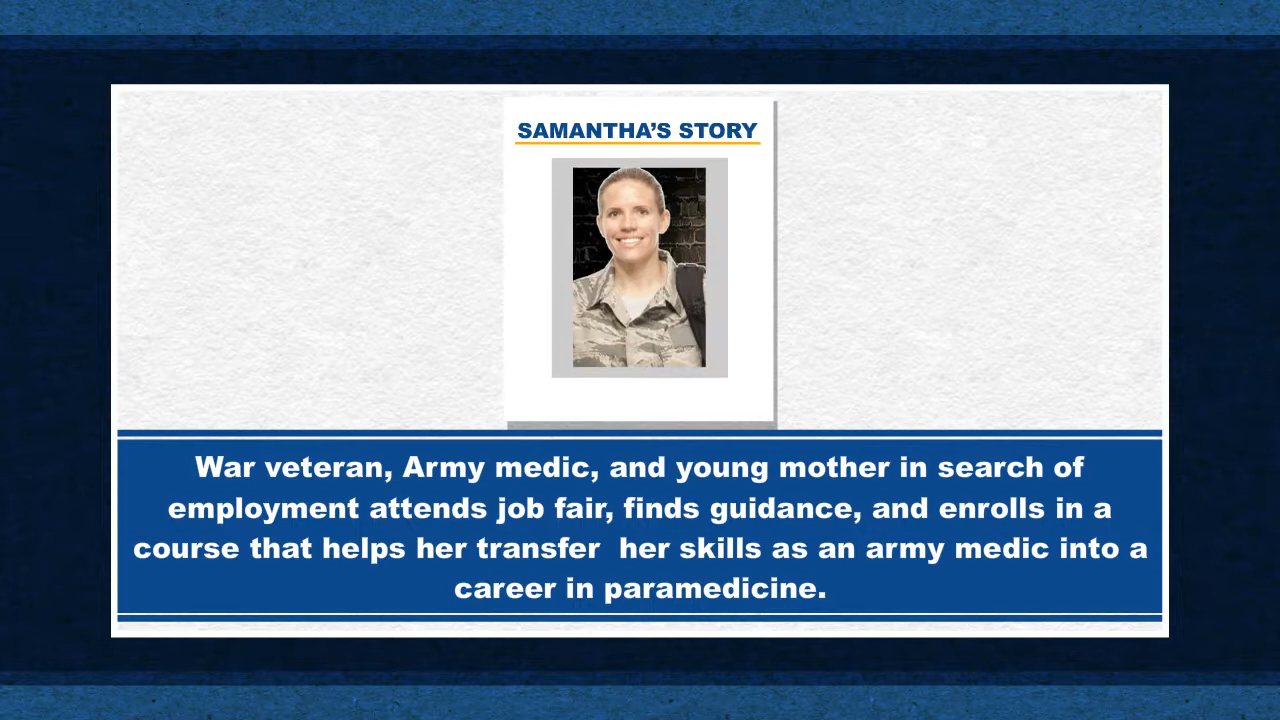 SAMANTHA'S STORY
War veteran, Army medic, and young mother in search of
employment attends job fair, finds guidance, and enrolls in a
course that helps her transfer  her skills as an army medic into a
career in paramedicine.